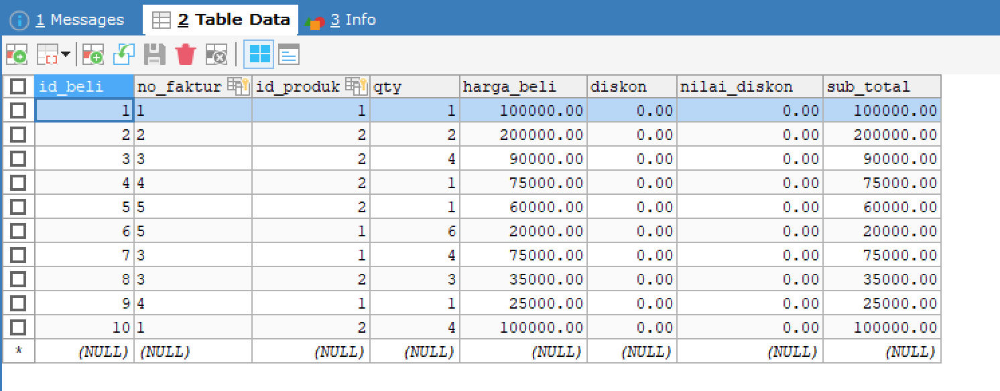 1 Messages 2 Table Data 3 Info
id_beli no_faktur id_produk qty harga_beli diskon nilai_diskon sub_total
1 1 1 1 100000.00 0.00 0.00 100000.00
2 2 2 2 200000.00 0.00 0.00 200000.00
3 3 2 4 90000.00 0.00 0.00 90000.00
4 4 2 1 75000.00 0.00 0.00 75000.00
5 5 2 1 60000.00 0.00 0.00 60000.00
6 5 1 6 20000.00 0.00 0.00 20000.00
7 3 1 4 75000.00 0.00 0.00 75000.00
8 3 2 3 35000.00 0.00 0.00 35000.00
9 4 1 1 25000.00 0.00 0.00 25000.00
10 1 2 4 100000.00 0.00 0.00 100000.00
* (NULL) (NULL) (NULL) (NULL) (NULL) (NULL) (NULL) (NULL)